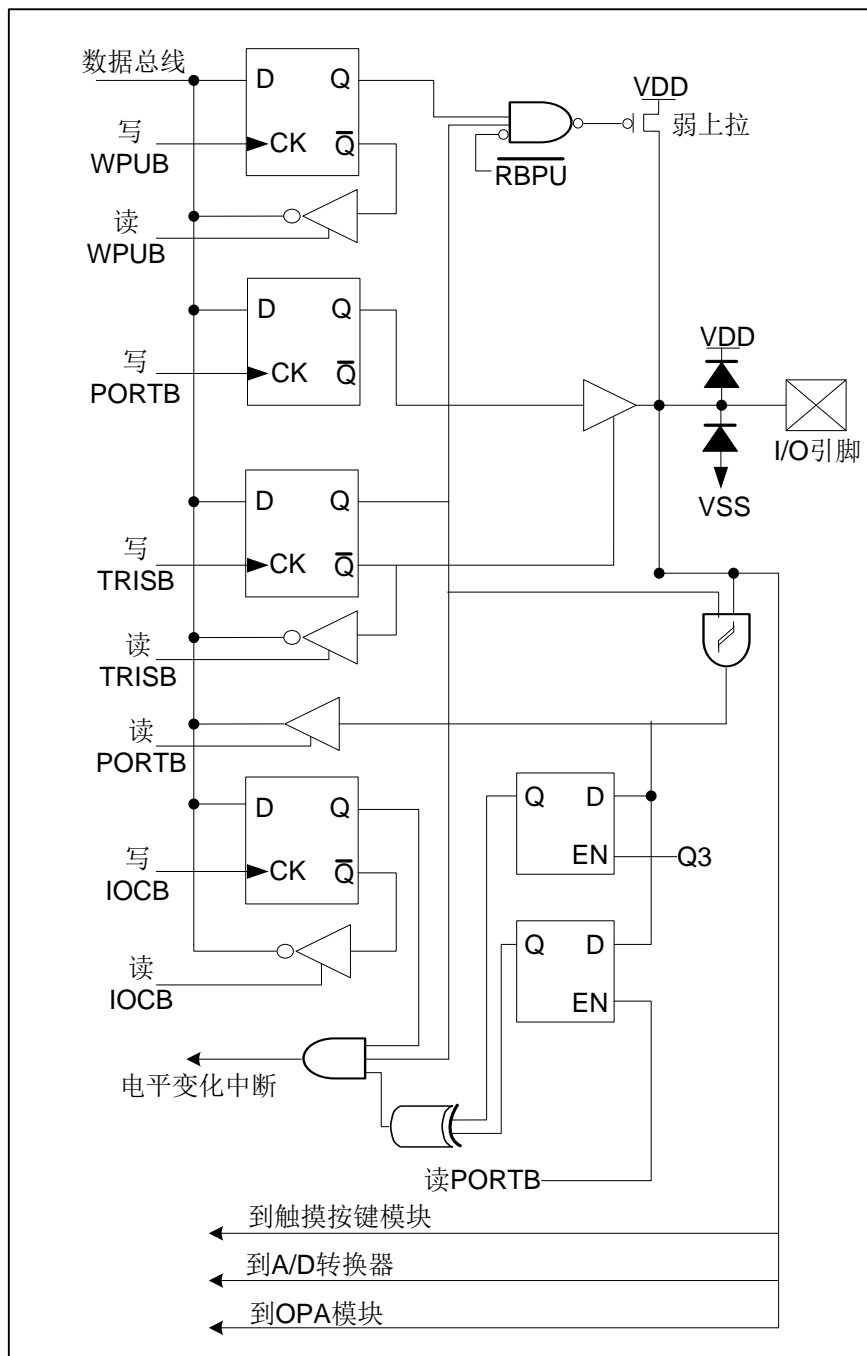 数据总线
D
Q
写
WPUB
CK
Q̅
读
WPUB
R̅B̅P̅U̅
VDD
弱上拉
D
Q
写
PORTB
CK
Q̅
VDD
I/O引脚
VSS
D
Q
写
TRISB
CK
Q̅
读
TRISB
读
PORTB
D
Q
写
IOCB
CK
Q̅
读
IOCB
Q
D
EN
Q3
Q
D
EN
电平变化中断
读PORTB
到触摸按键模块
到A/D转换器
到OPA模块